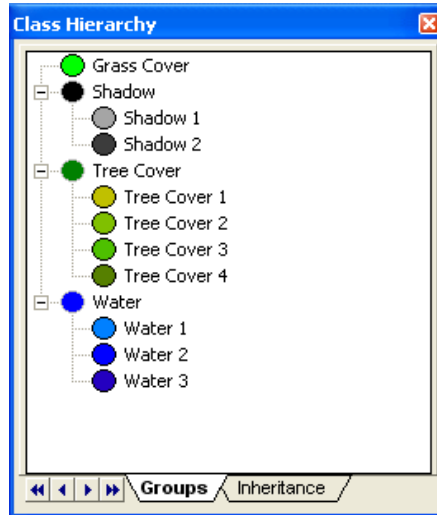 Class Hierarchy
Grass Cover
Shadow
Shadow 1
Shadow 2
Tree Cover
Tree Cover 1
Tree Cover 2
Tree Cover 3
Tree Cover 4
Water
Water 1
Water 2
Water 3
Groups Inheritance